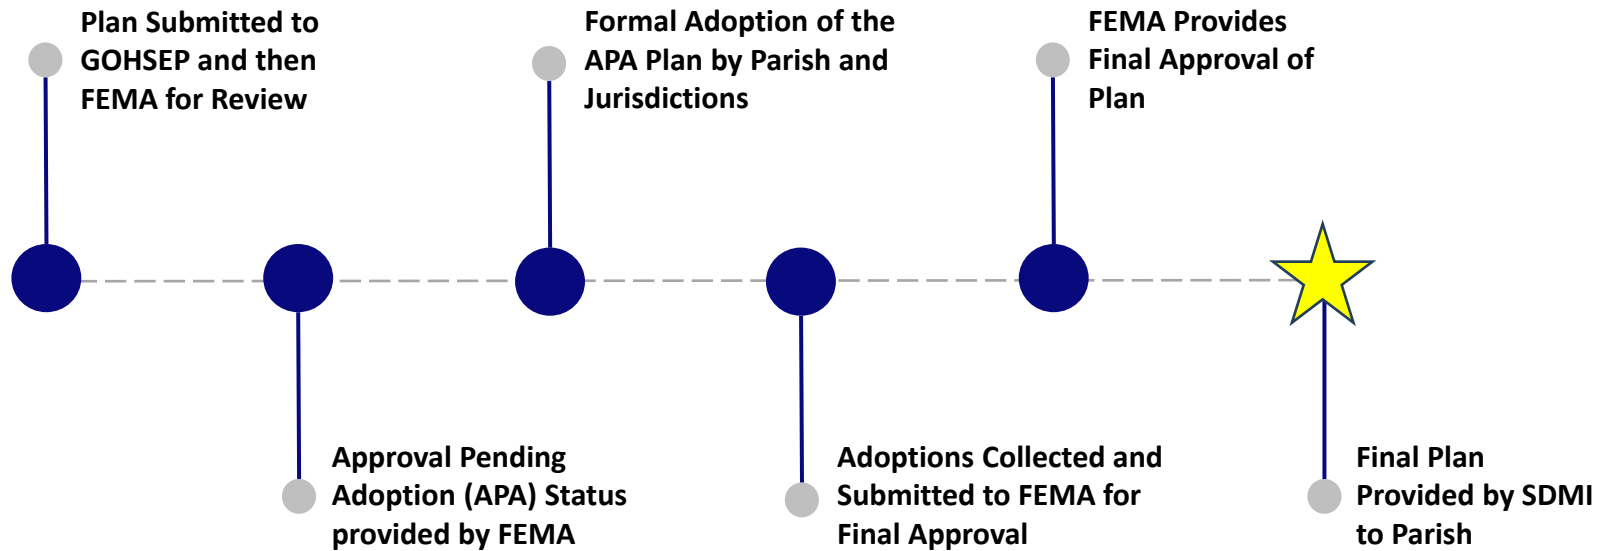 Plan Submitted to
GOHSEP and then
FEMA for Review
Approval Pending
Adoption (APA) Status
provided by FEMA
Formal Adoption of the
APA Plan by Parish and
Jurisdictions
Adoptions Collected and
Submitted to FEMA for
Final Approval
FEMA Provides
Final Approval of
Plan
Final Plan
Provided by SDMI
to Parish